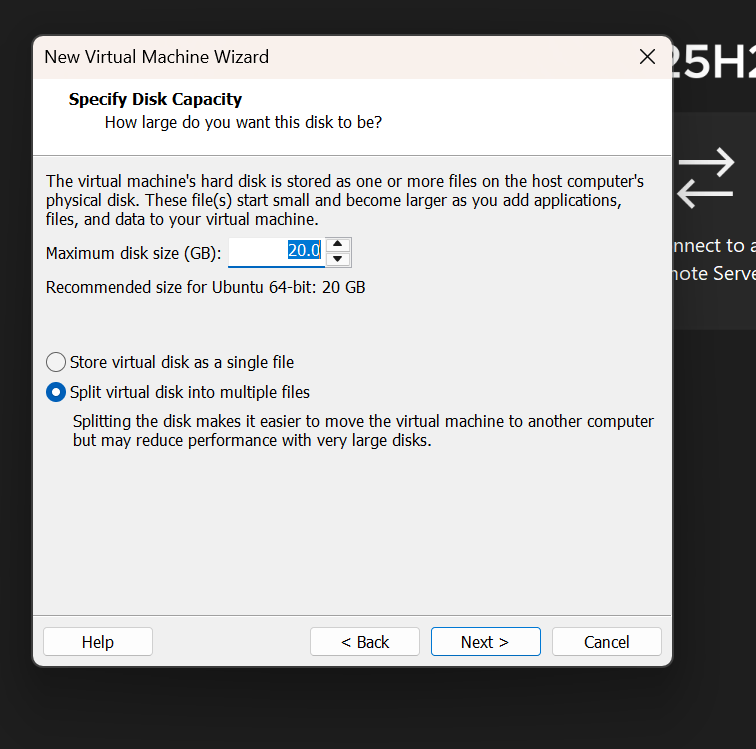 New Virtual Machine Wizard
25H2
Specify Disk Capacity
How large do you want this disk to be?
The virtual machine's hard disk is stored as one or more files on the host computer's
physical disk. These file(s) start small and become larger as you add applications,
files, and data to your virtual machine.
Maximum disk size (GB): 20.0
nnect to a
note Serve
Recommended size for Ubuntu 64-bit: 20 GB
Store virtual disk as a single file
Split virtual disk into multiple files
Splitting the disk makes it easier to move the virtual machine to another computer
but may reduce performance with very large disks.
Help
< Back
Next >
Cancel